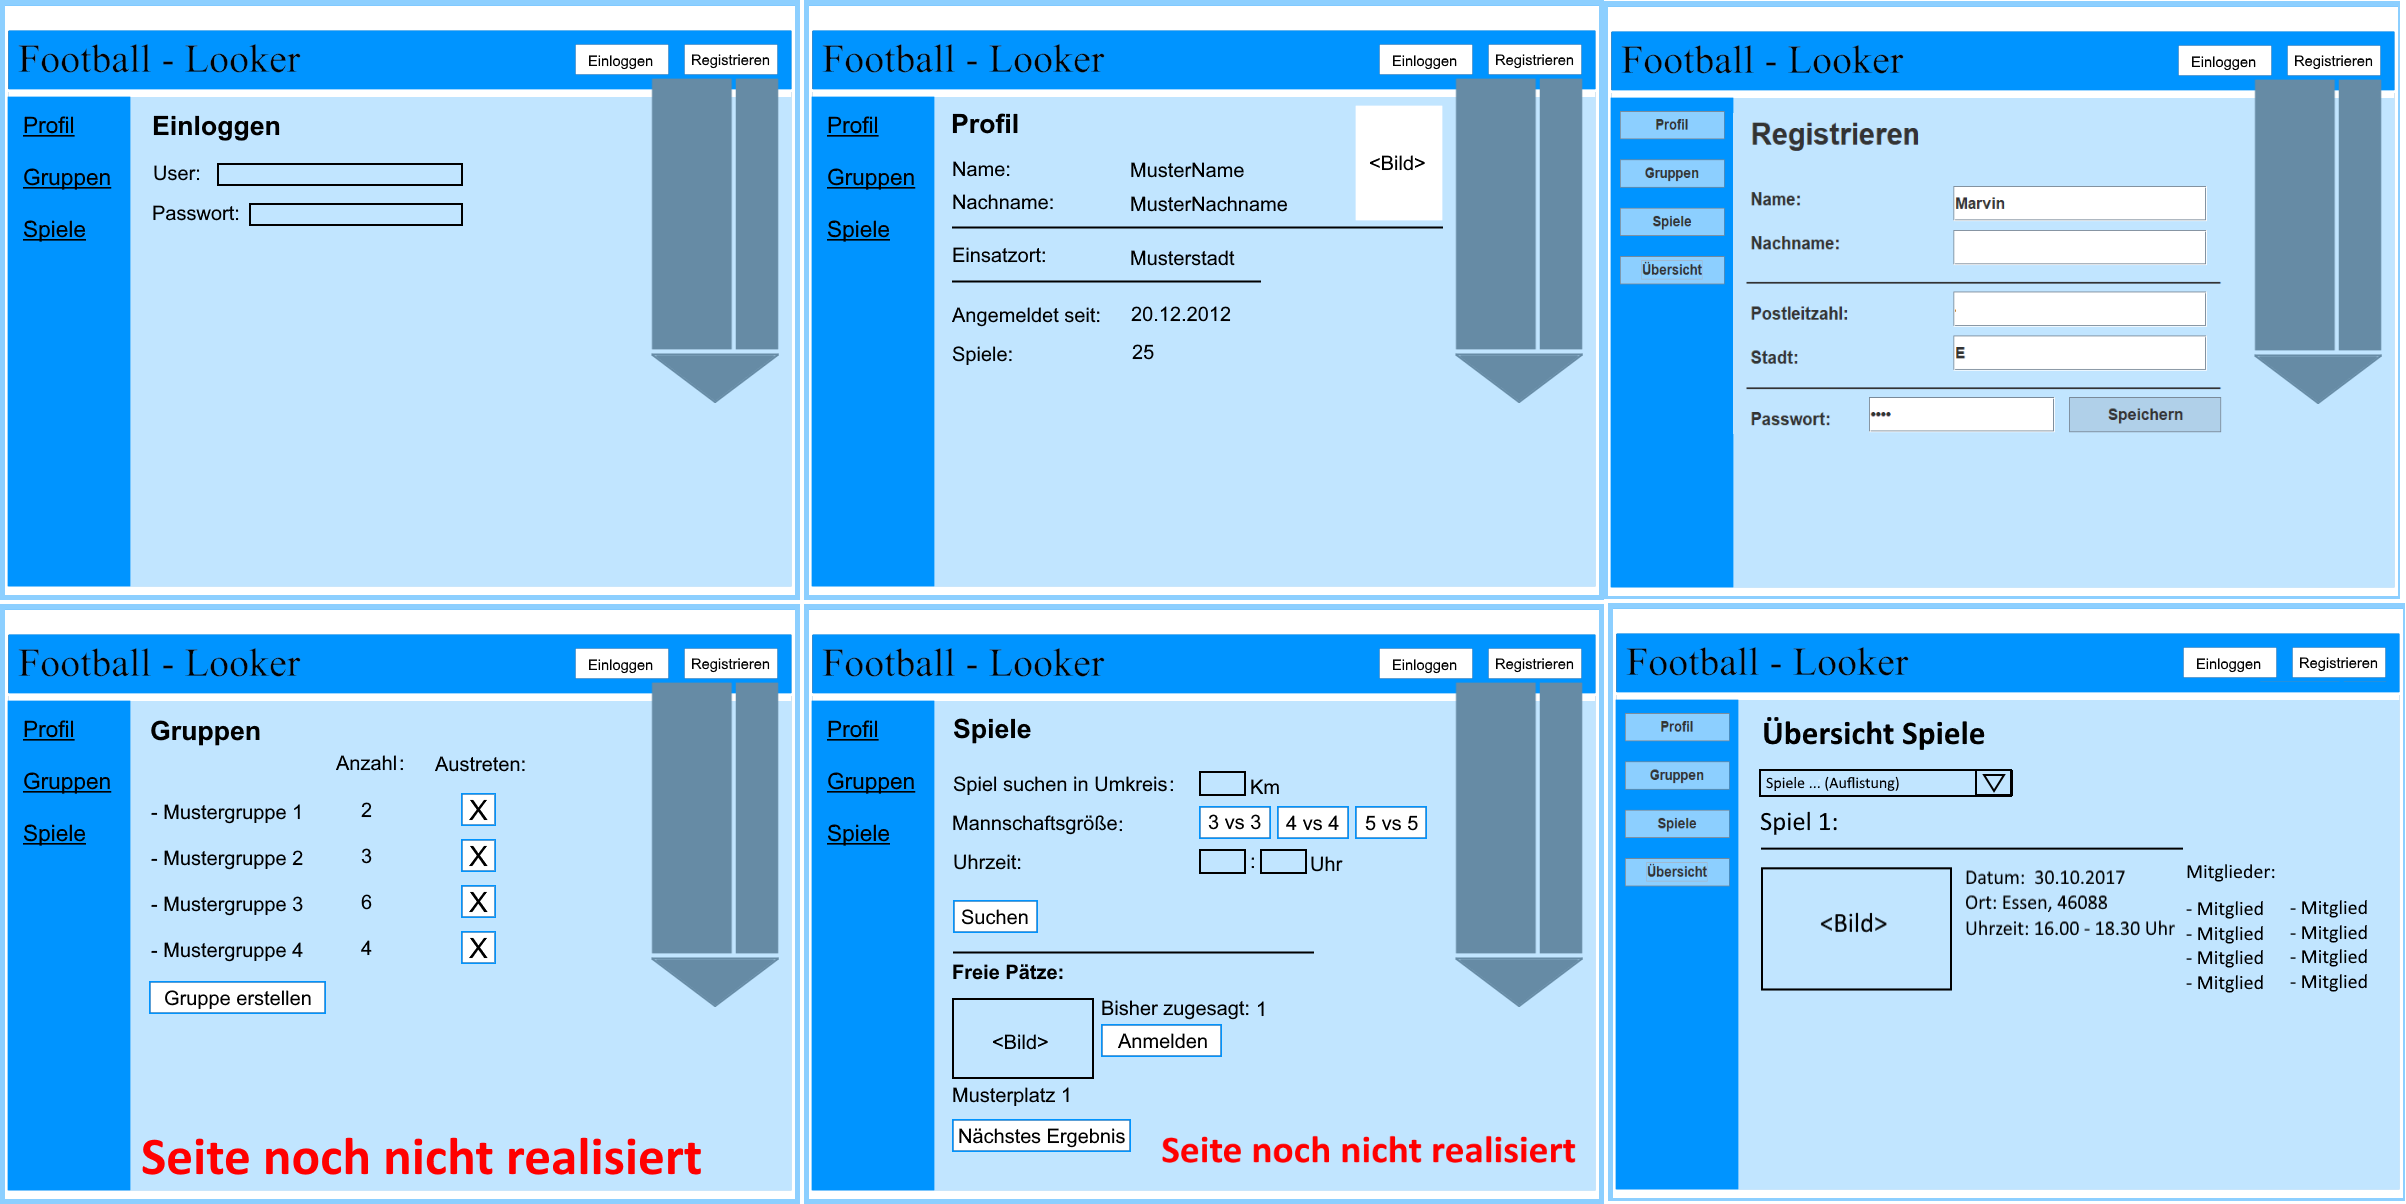 Football - Looker
Einloggen
Registrieren
Profil
Gruppen
Spiele
Einloggen
User:
Passwort:
Football - Looker
Einloggen
Registrieren
Profil
Gruppen
Spiele
Profil
<Bild>
Name: MusterName
Nachname: MusterNachname
Einsatzort: Musterstadt
Angemeldet seit: 20.12.2012
Spiele: 25
Football - Looker
Einloggen
Registrieren
Profil
Gruppen
Spiele
Übersicht
Registrieren
Name: Marvin
Nachname:
Postleitzahl:
Stadt: E
Passwort: •••• Speichern
Football - Looker
Einloggen
Registrieren
Profil
Gruppen
Spiele
Gruppen
Anzahl: Austreten:
- Mustergruppe 1 2 X
- Mustergruppe 2 3 X
- Mustergruppe 3 6 X
- Mustergruppe 4 4 X
Gruppe erstellen
Seite noch nicht realisiert
Football - Looker
Einloggen
Registrieren
Profil
Gruppen
Spiele
Spiele
Spiel suchen in Umkreis: Km
Mannschaftsgröße: 3 vs 3 4 vs 4 5 vs 5
Uhrzeit: : Uhr
Suchen
Freie Pätze:
<Bild>
Bisher zugesagt: 1
Anmelden
Musterplatz 1
Nächstes Ergebnis
Seite noch nicht realisiert
Football - Looker
Einloggen
Registrieren
Profil
Gruppen
Spiele
Übersicht
Übersicht Spiele
Spiele ... (Auflistung)
Spiel 1:
<Bild>
Datum: 30.10.2017
Ort: Essen, 46088
Uhrzeit: 16.00 - 18.30 Uhr
Mitglieder:
- Mitglied - Mitglied
- Mitglied - Mitglied
- Mitglied - Mitglied
- Mitglied - Mitglied